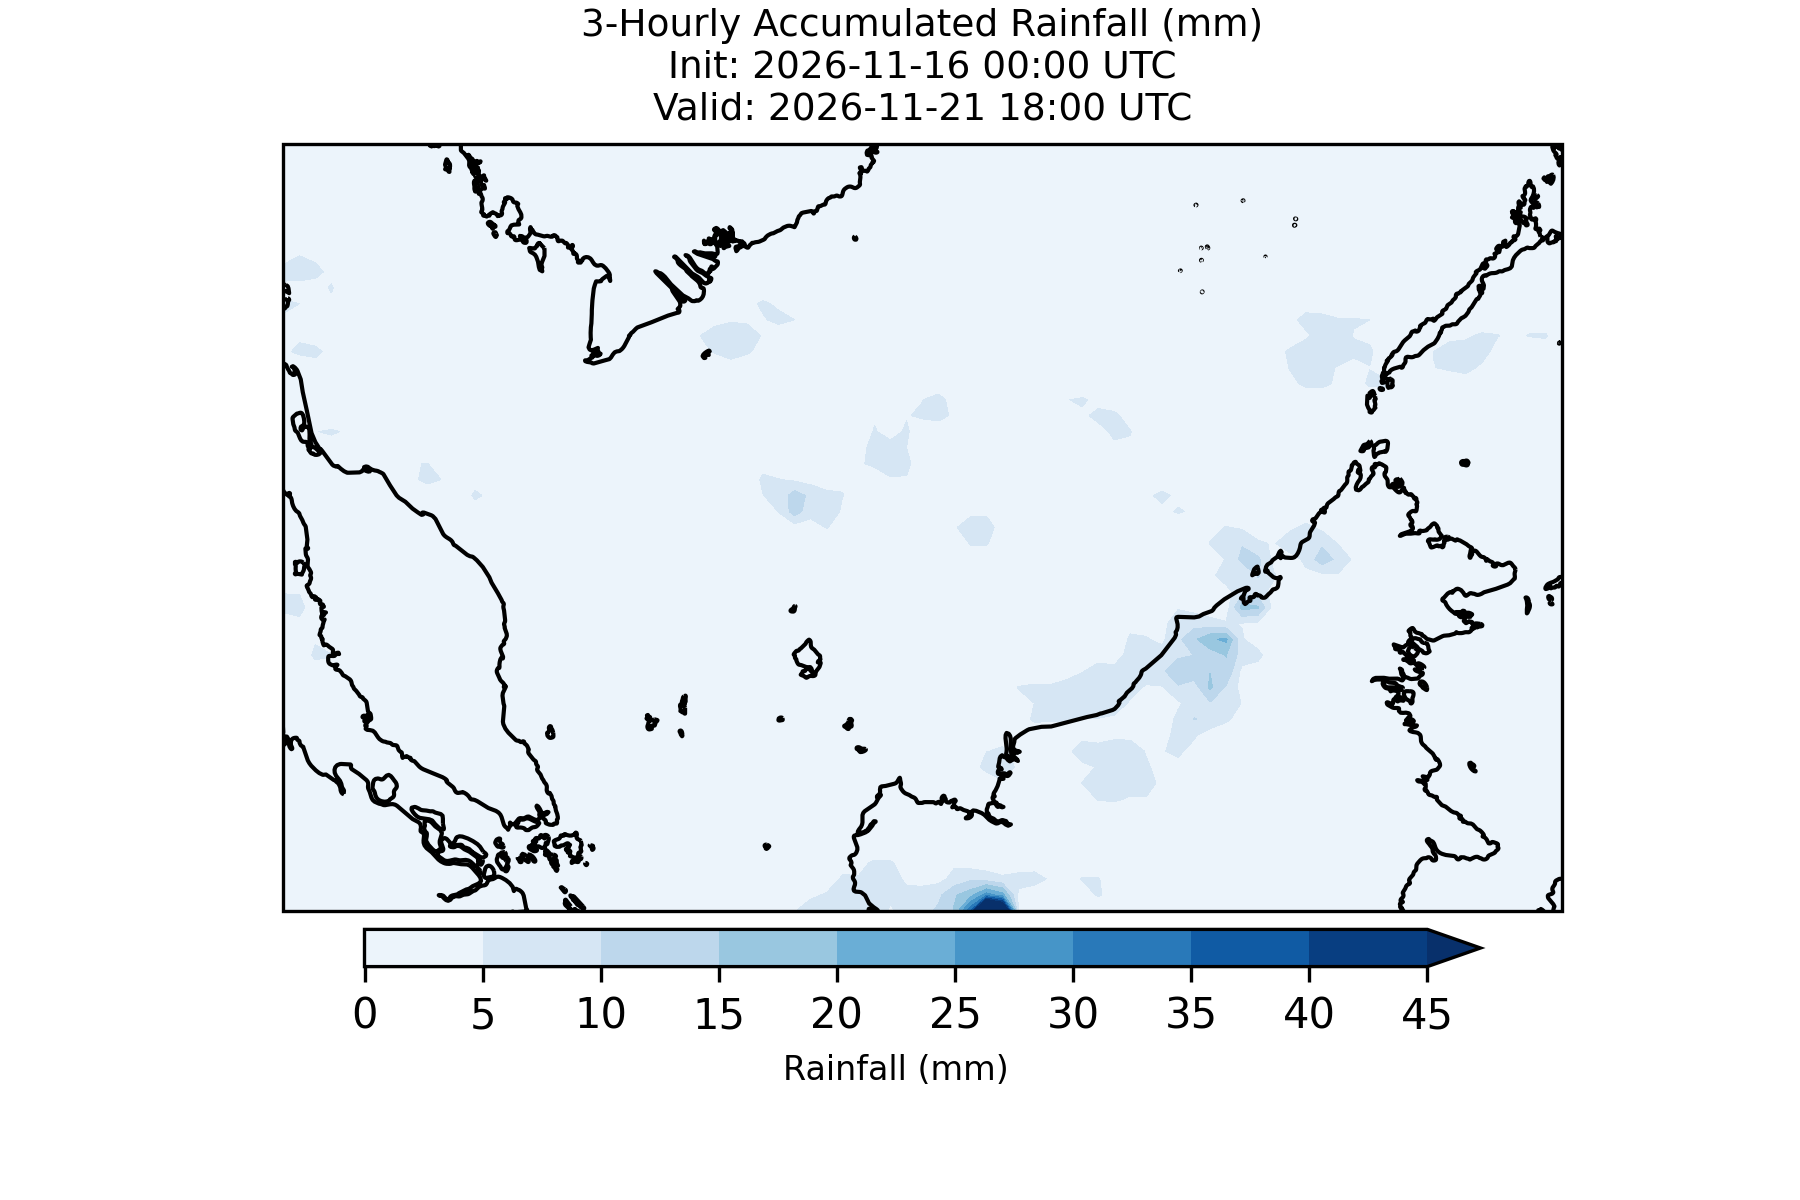 3-Hourly Accumulated Rainfall (mm)
Init: 2026-11-16 00:00 UTC
Valid: 2026-11-21 18:00 UTC
0 5 10 15 20 25 30 35 40 45
Rainfall (mm)